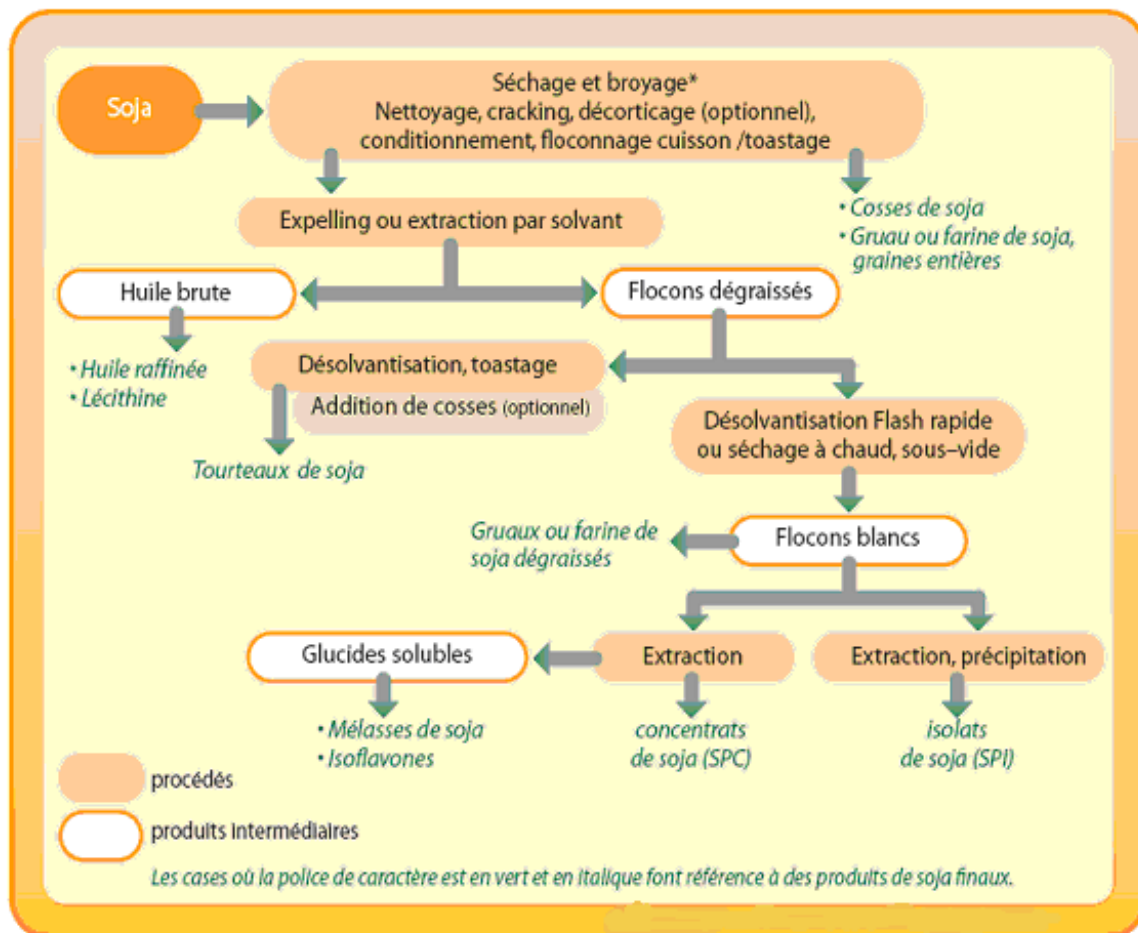 Soja
Séchage et broyage*
Nettoyage, cracking, décorticage (optionnel),
conditionnement, floconnage cuisson /toastage
Expelling ou extraction par solvant
• Cosses de soja
• Gruau ou farine de soja,
graines entières
Huile brute
Flocons dégraissés
• Huile raffinée
• Lécithine
Désolvantisation, toastage
Addition de cosses (optionnel)
Tourteaux de soja
Désolvantisation Flash rapide
ou séchage à chaud, sous–vide
Gruaux ou farine de
soja dégraissés
Flocons blancs
Glucides solubles
Extraction
Extraction, précipitation
• Mélasses de soja
• Isoflavones
concentrats
de soja (SPC)
isolats
de soja (SPI)
procédés
produits intermédiaires
Les cases où la police de caractère est en vert et en italique font référence à des produits de soja finaux.